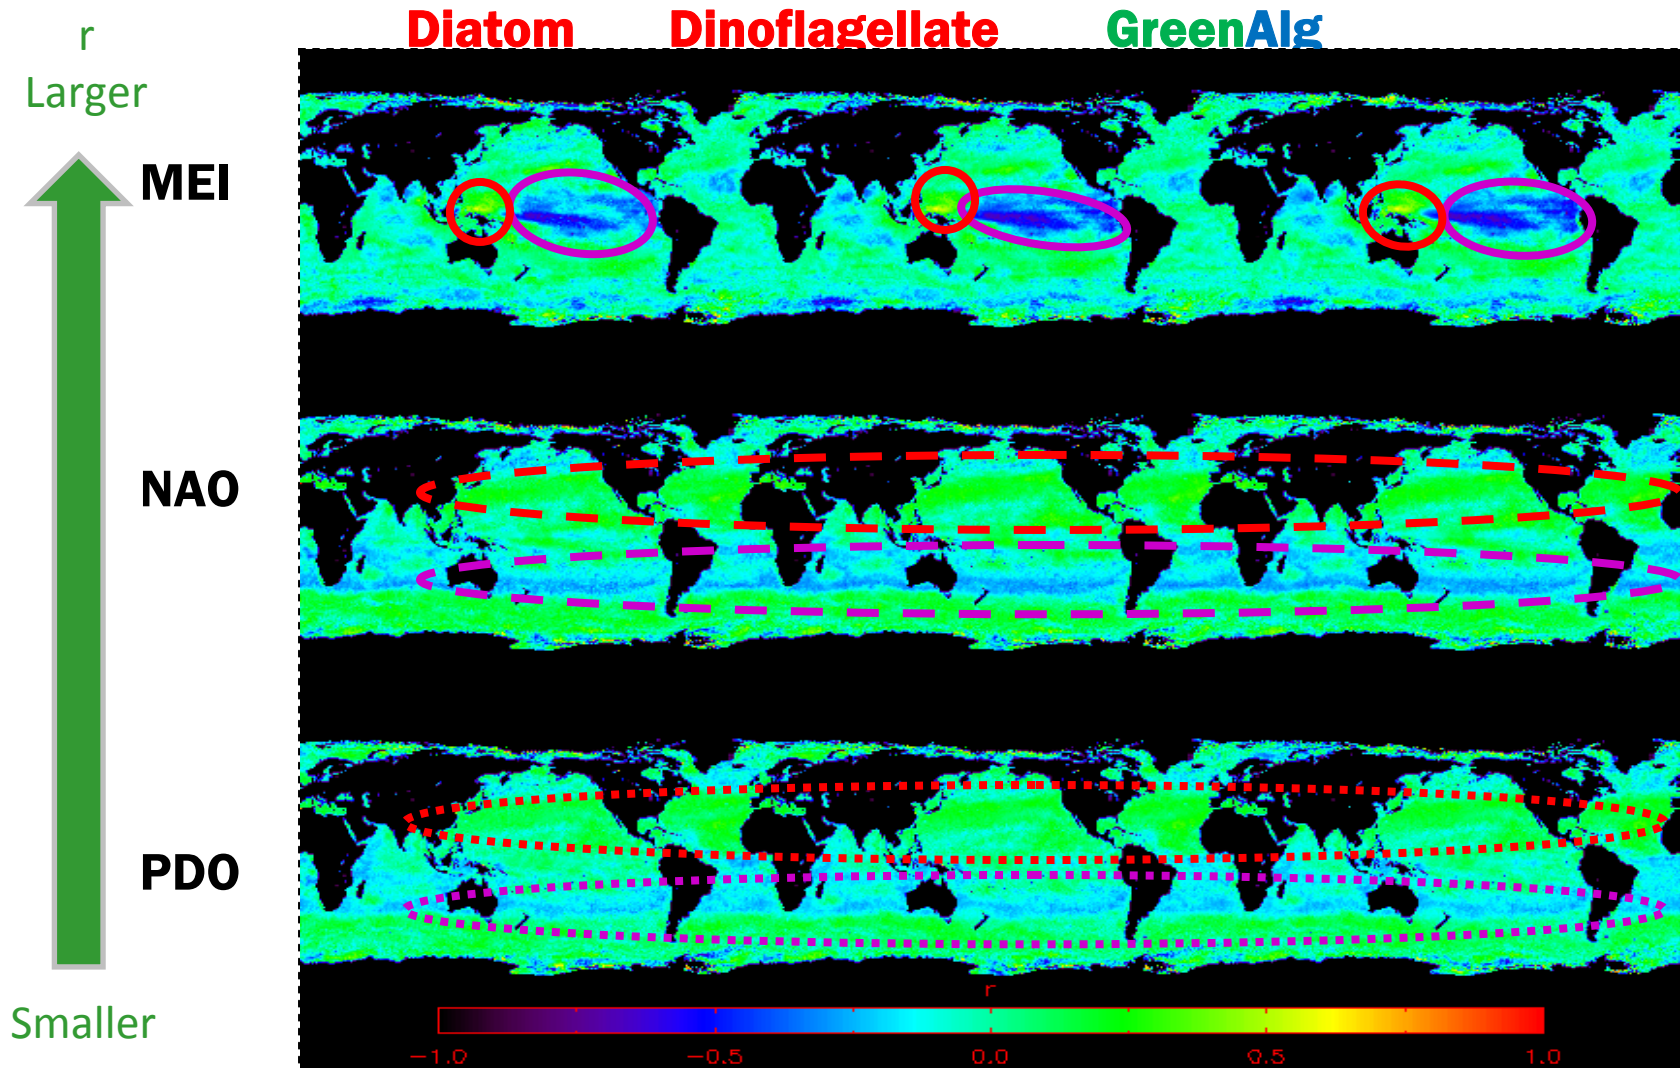 Diatom Dinoflagellate GreenAlg
r
Larger
MEI
NAO
PDO
Smaller
r
−1.0 −0.5 0.0 0.5 1.0